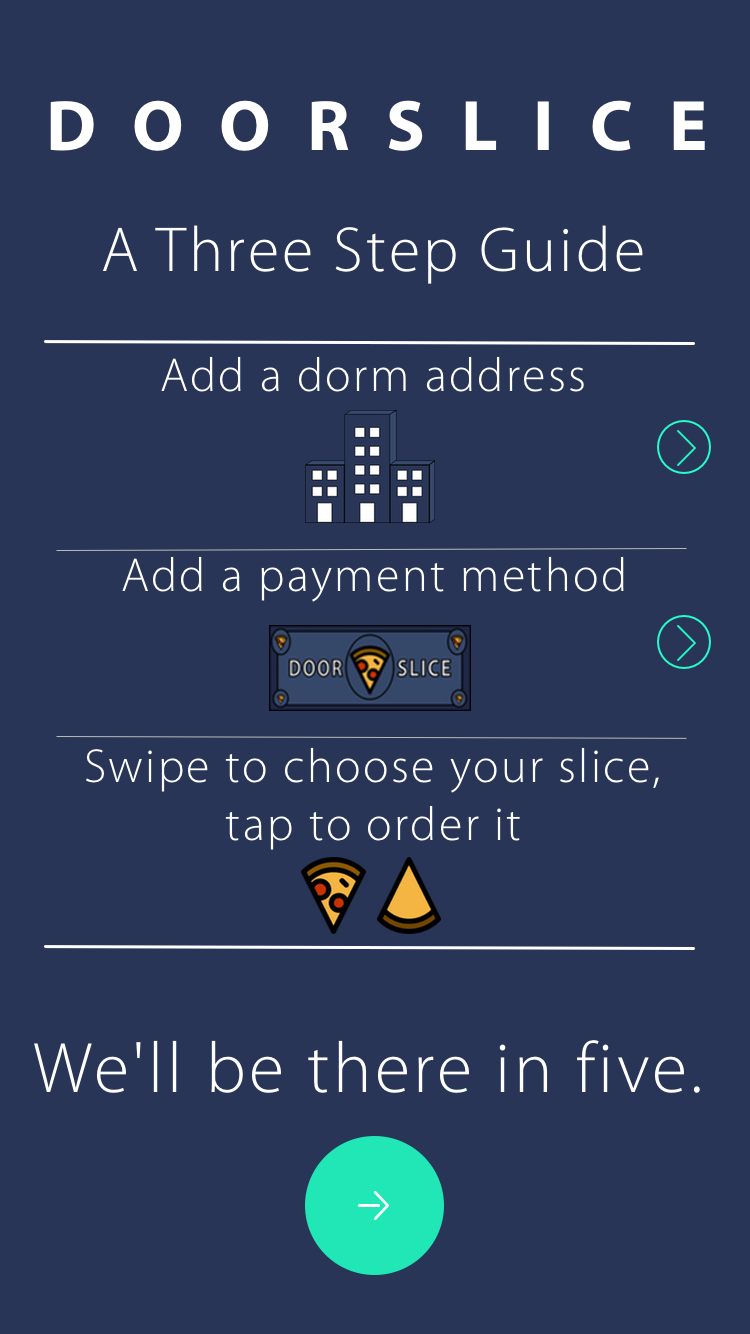 DOORSLICE
A Three Step Guide
Add a dorm address
Add a payment method
DOOR SLICE
Swipe to choose your slice,
tap to order it
We'll be there in five.